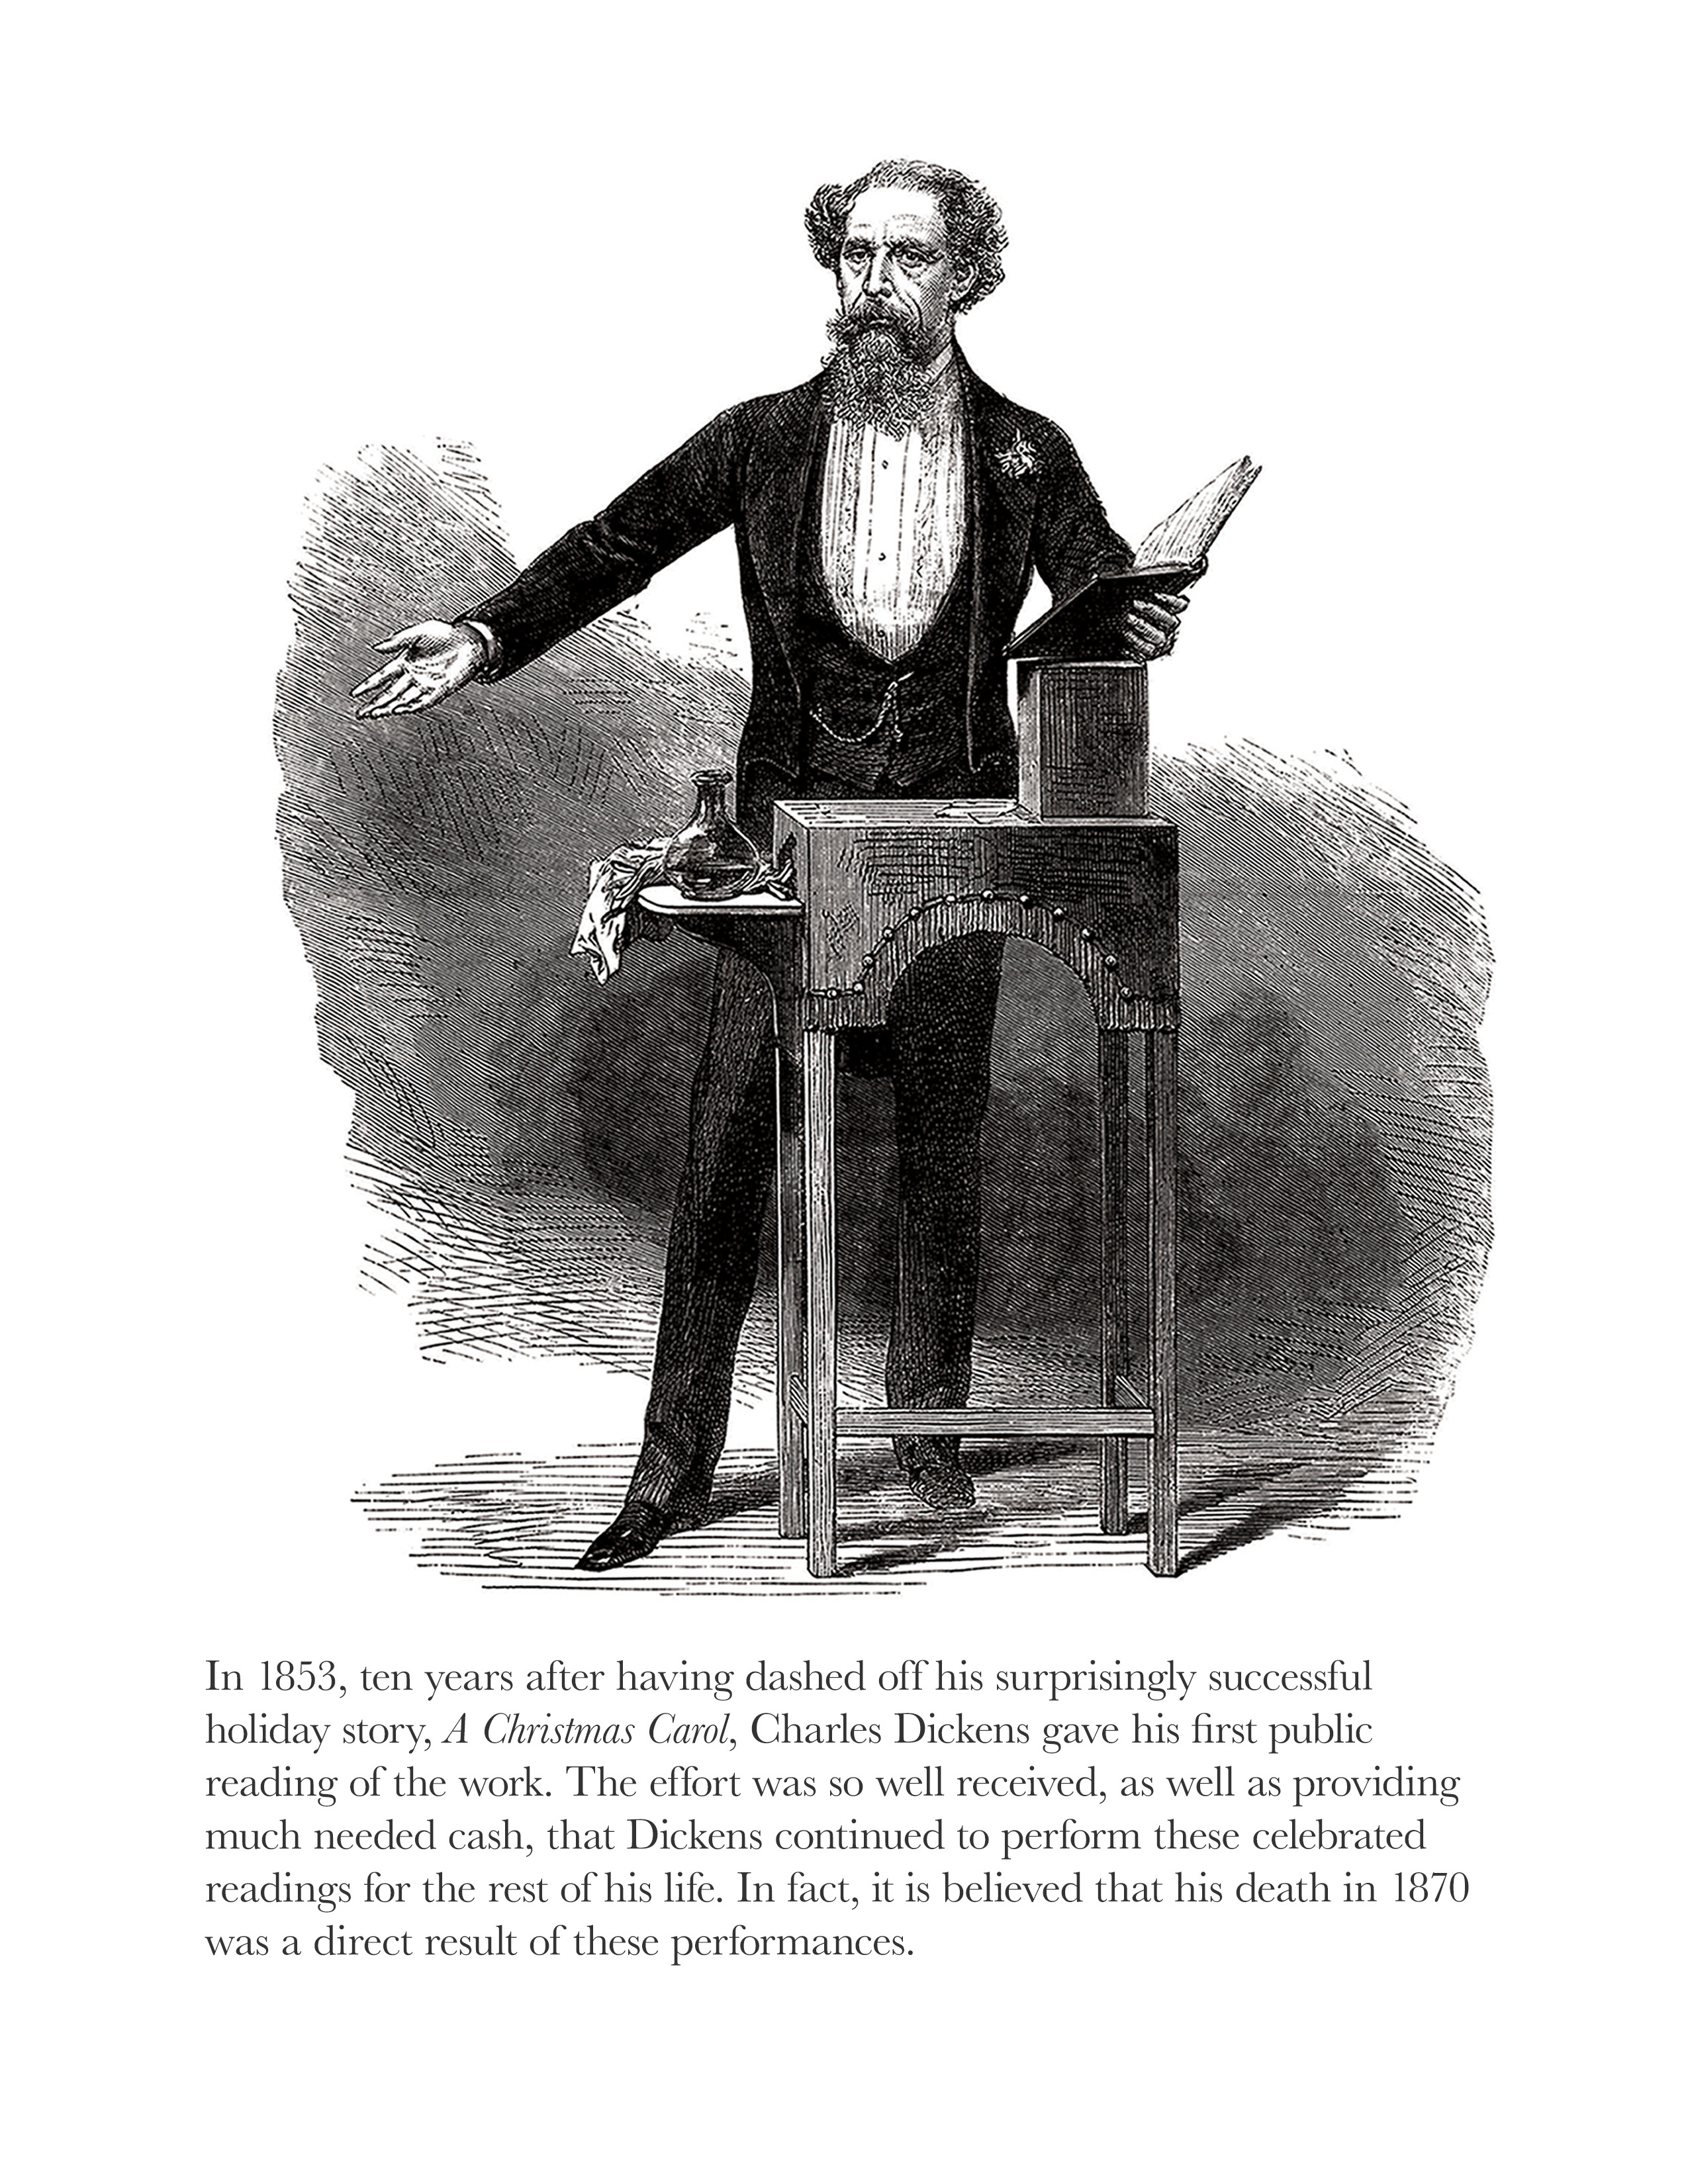 In 1853, ten years after having dashed off his surprisingly successful
holiday story, A Christmas Carol, Charles Dickens gave his first public
reading of the work. The effort was so well received, as well as providing
much needed cash, that Dickens continued to perform these celebrated
readings for the rest of his life. In fact, it is believed that his death in 1870
was a direct result of these performances.